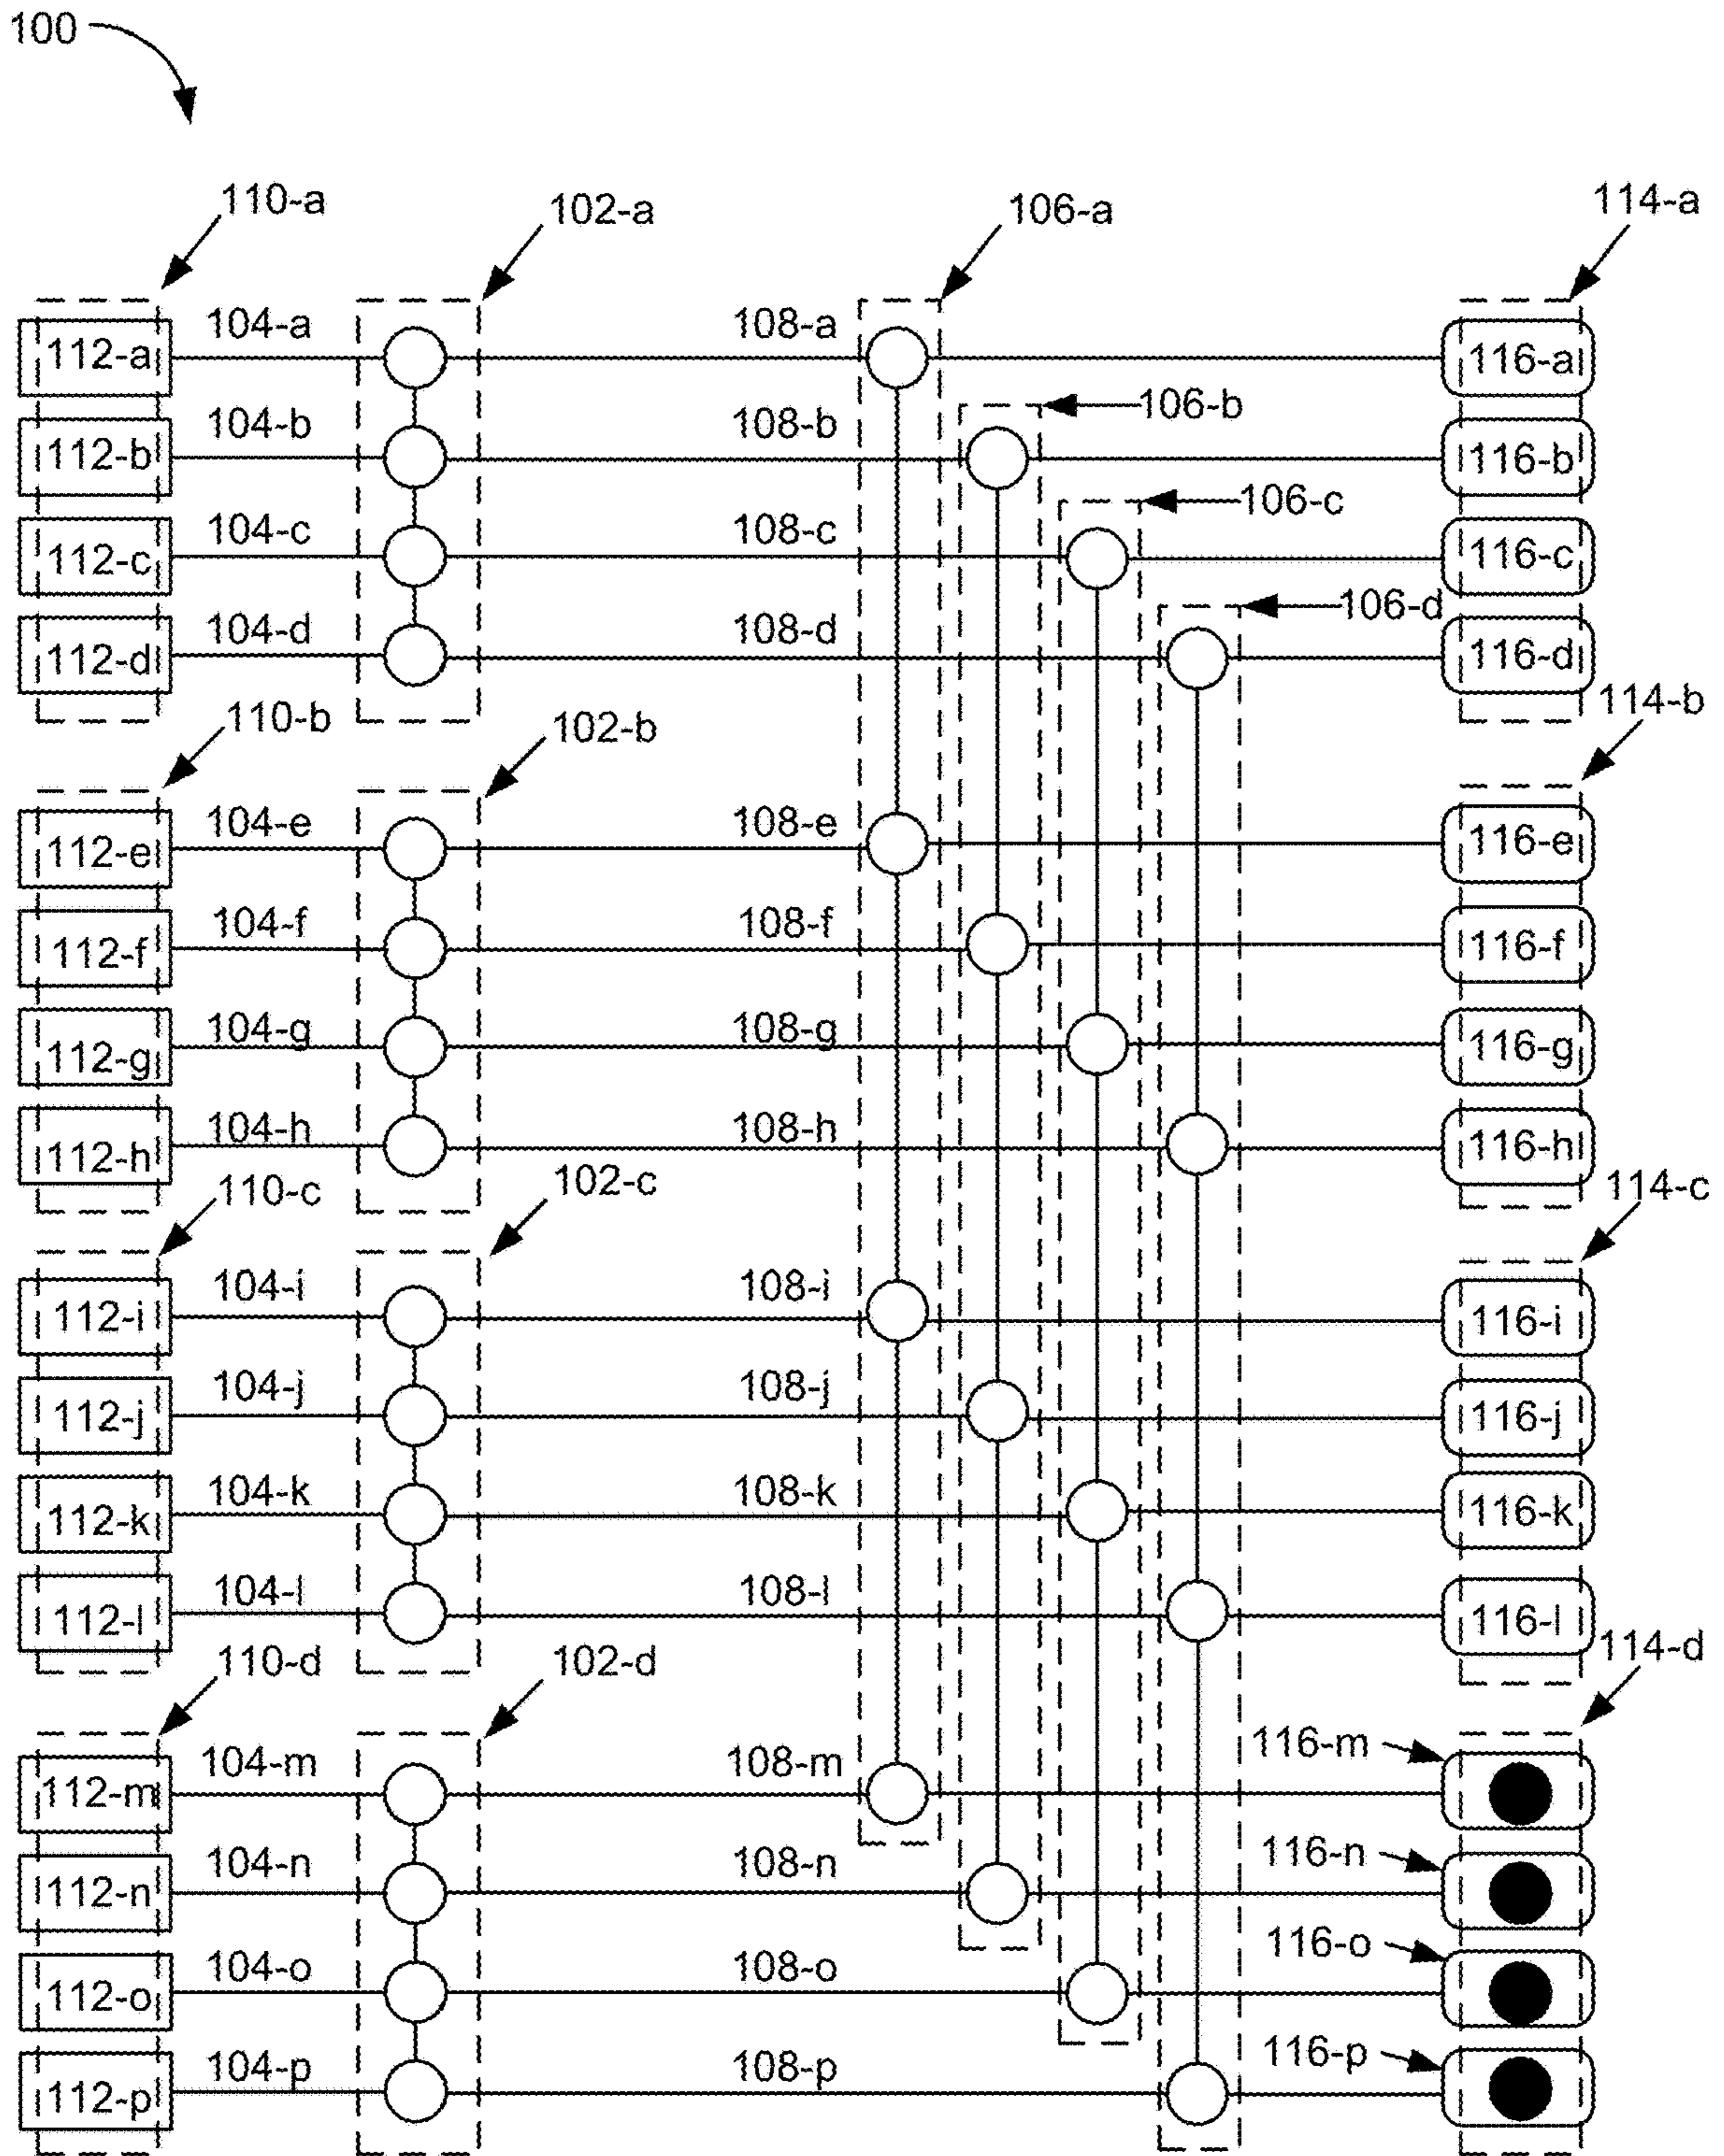 100
110-a 102-a 106-a 114-a
112-a 104-a 108-a 116-a
106-b
112-b 104-b 108-b 116-b
106-c
112-c 104-c 108-c 116-c
106-d
112-d 104-d 108-d 116-d
110-b 102-b 114-b
112-e 104-e 108-e 116-e
112-f 104-f 108-f 116-f
112-g 104-g 108-g 116-g
112-h 104-h 108-h 116-h
110-c 102-c 114-c
112-i 104-i 108-i 116-i
112-j 104-j 108-j 116-j
112-k 104-k 108-k 116-k
112-l 104-l 108-l 116-l
110-d 102-d 114-d
112-m 104-m 108-m 116-m
112-n 104-n 108-n 116-n
112-o 104-o 108-o 116-o
112-p 104-p 108-p 116-p